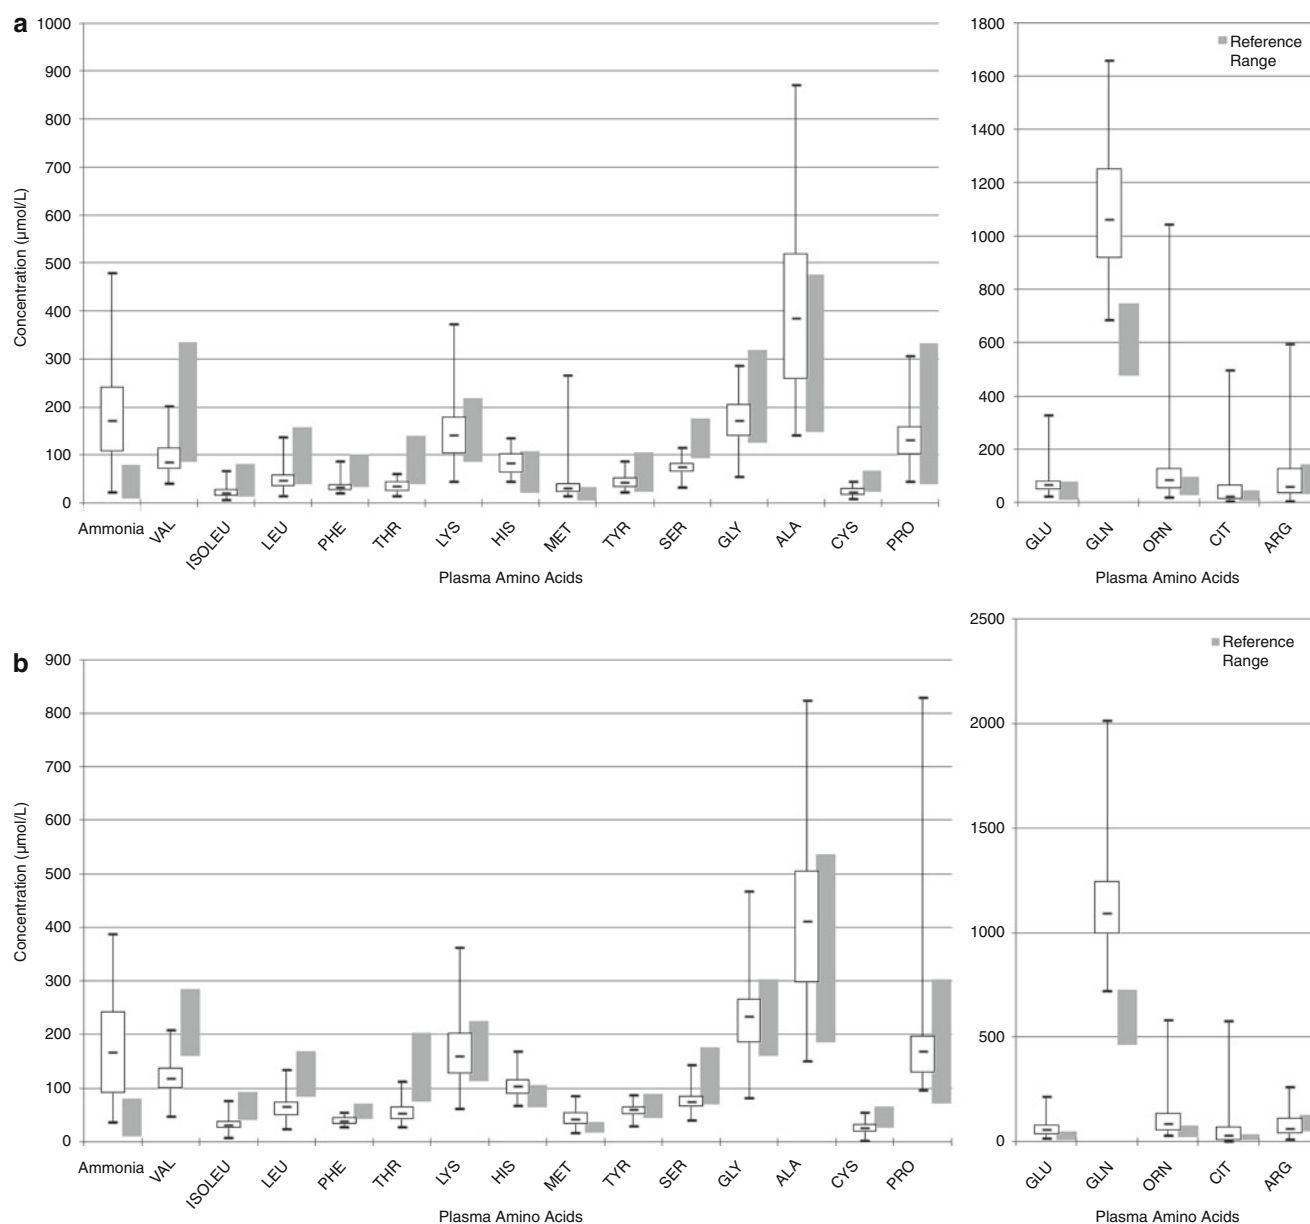 a
1000
900
800
700
600
500
400
300
200
100
0
Concentration (µmol/L)
Ammonia
VAL
ISOLEU
LEU
PHE
THR
LYS
HIS
MET
TYR
SER
GLY
ALA
CYS
PRO
Plasma Amino Acids
1800
1600
1400
1200
1000
800
600
400
200
0
Reference
Range
GLU
GLN
ORN
CIT
ARG
Plasma Amino Acids
b
900
800
700
600
500
400
300
200
100
0
Concentration (µmol/L)
Ammonia
VAL
ISOLEU
LEU
PHE
THR
LYS
HIS
MET
TYR
SER
GLY
ALA
CYS
PRO
Plasma Amino Acids
2500
2000
1500
1000
500
0
Reference
Range
GLU
GLN
ORN
CIT
ARG
Plasma Amino Acids